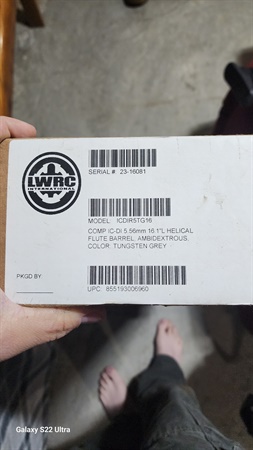 LWRC
INTERNATIONAL
SERIAL # 23-16081
MODEL ICDIR5TG16
COMP IC-DI 5.56mm 16.1"L HELICAL
FLUTE BARREL, AMBIDEXTROUS,
COLOR: TUNGSTEN GREY
PKGD BY
UPC 855193006960
Galaxy S22 Ultra